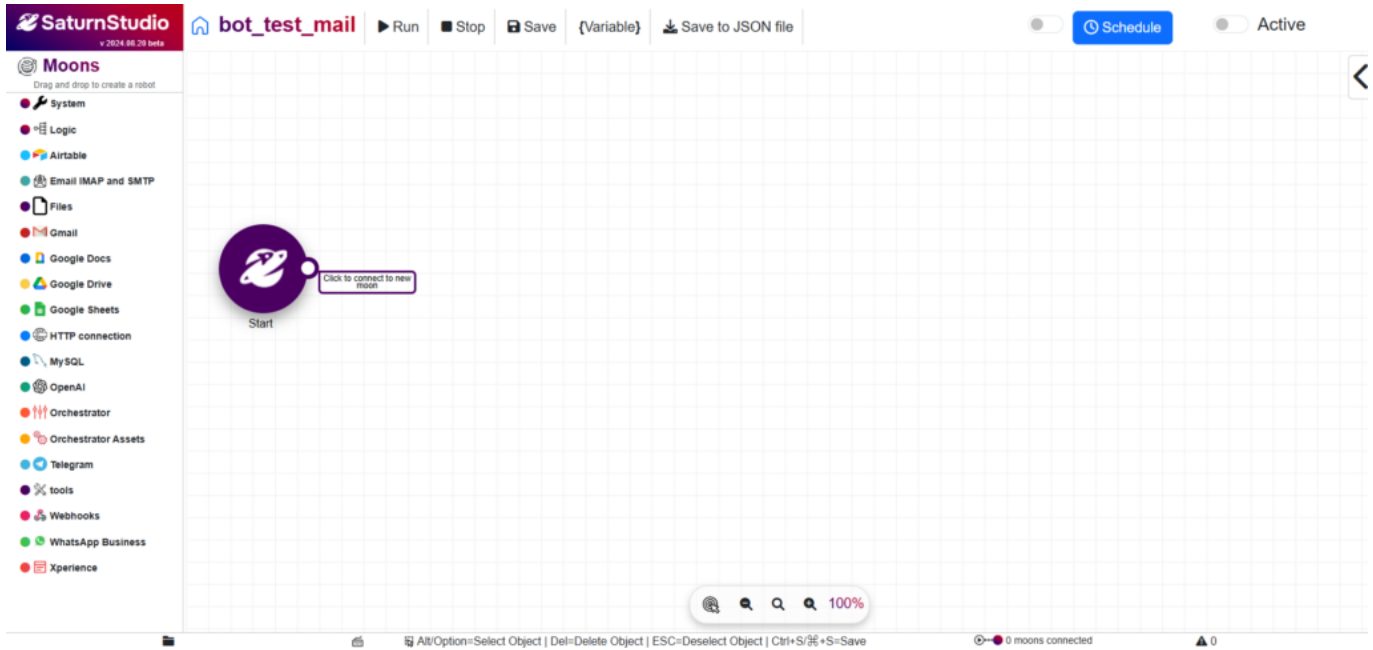 SaturnStudio
v 2024.08.20 beta
bot_test_mail
Run
Stop
Save
{Variable}
Save to JSON file
Schedule
Active
Moons
Drag and drop to create a robot
System
Logic
Airtable
Email IMAP and SMTP
Files
Gmail
Google Docs
Google Drive
Google Sheets
HTTP connection
MySQL
OpenAI
Orchestrator
Orchestrator Assets
Telegram
tools
Webhooks
WhatsApp Business
Xperience
Click to connect to new
moon
Start
100%
Alt/Option=Select Object | Del=Delete Object | ESC=Deselect Object | Ctrl+S/⌘+S=Save
0 moons connected
0